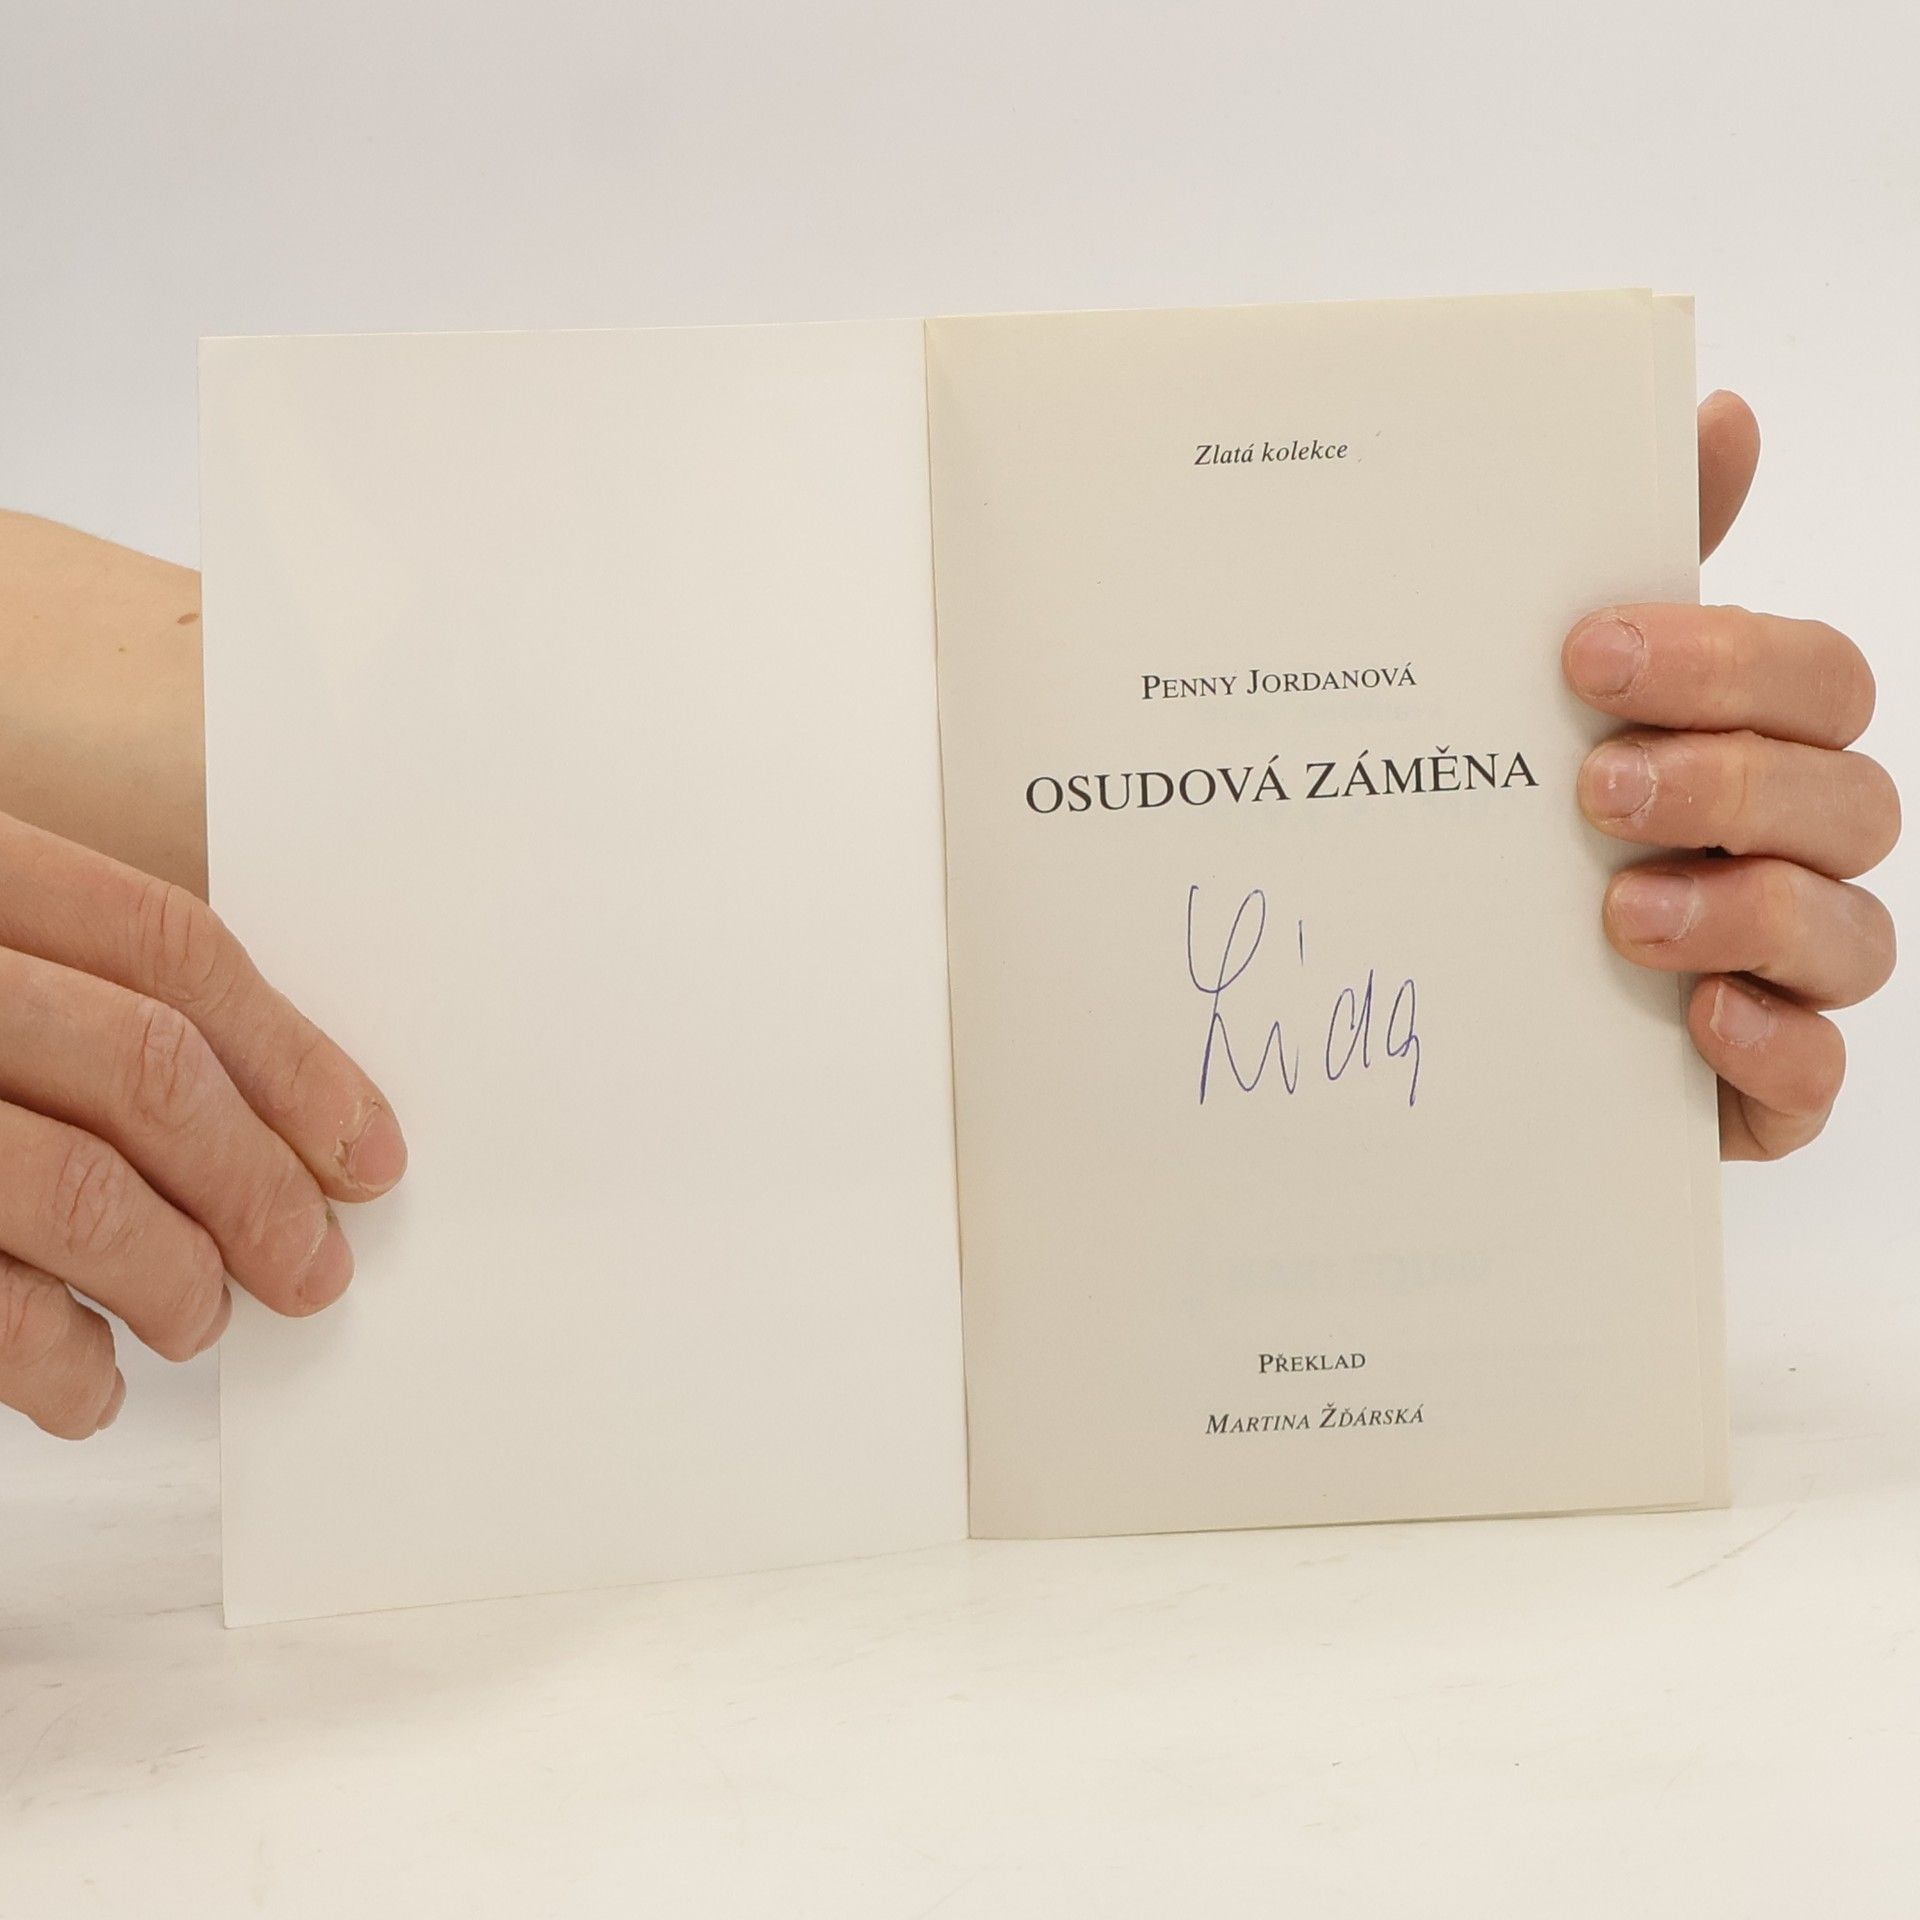 Zlatá kolekce
PENNY JORDANOVÁ
OSUDOVÁ ZÁMĚNA
Lida
PŘEKLAD
MARTINA ŽĎÁRSKÁ